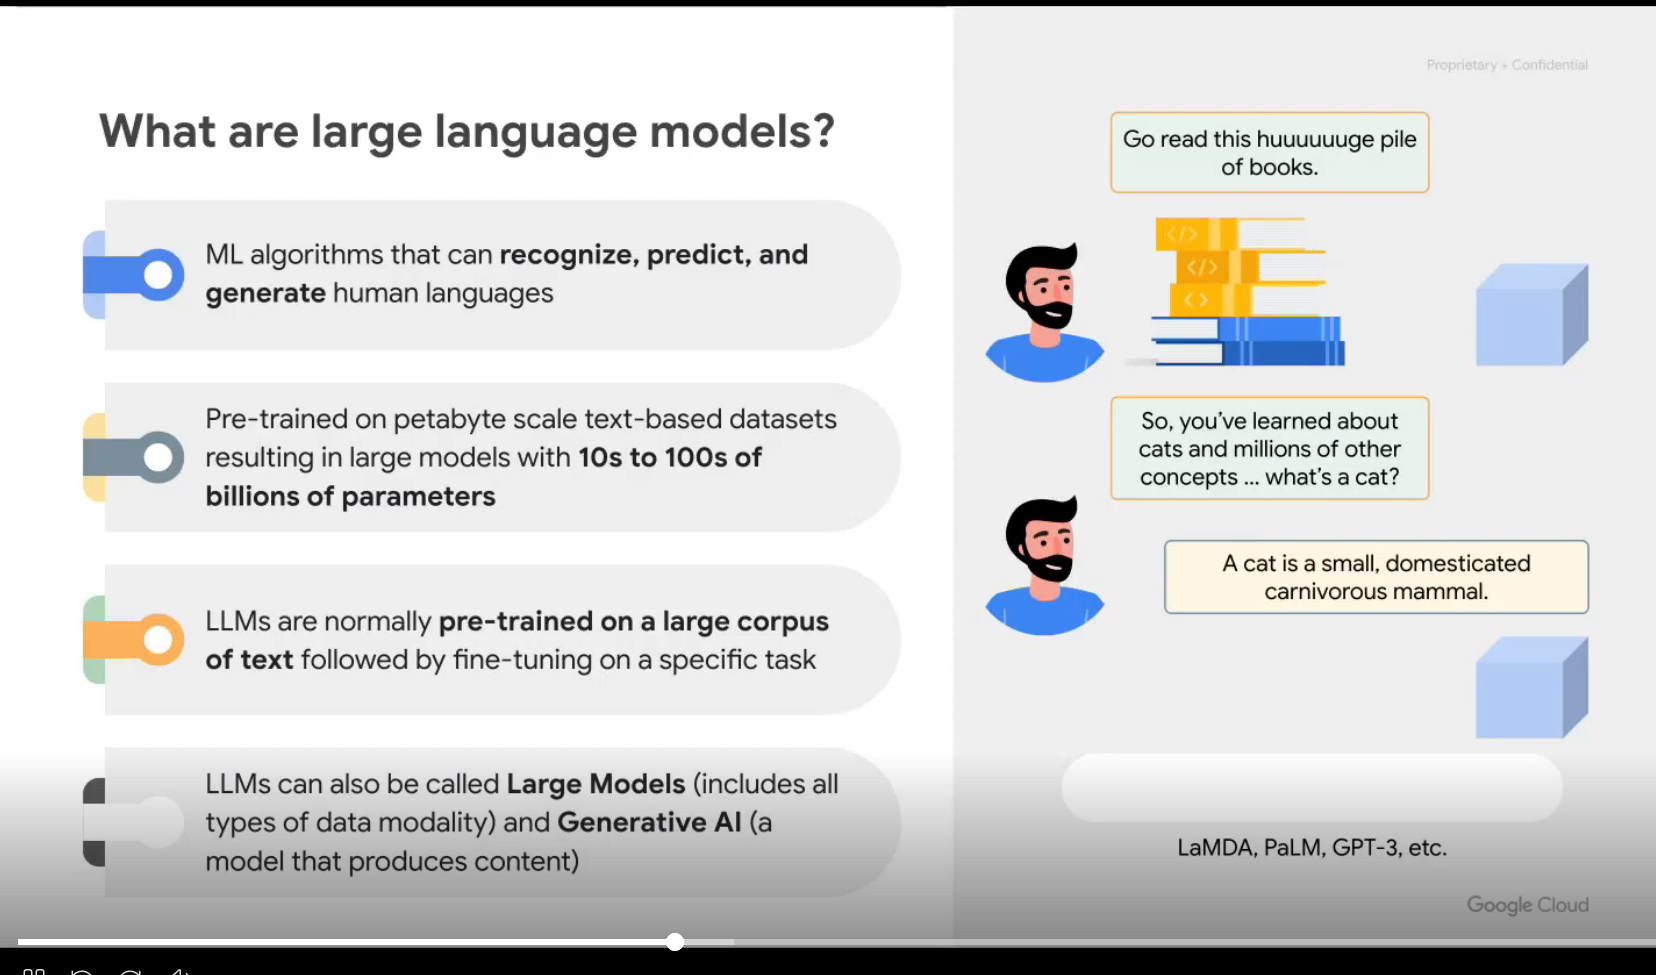 Proprietary + Confidential
What are large language models?
ML algorithms that can recognize, predict, and
generate human languages
Pre-trained on petabyte scale text-based datasets
resulting in large models with 10s to 100s of
billions of parameters
LLMs are normally pre-trained on a large corpus
of text followed by fine-tuning on a specific task
LLMs can also be called Large Models (includes all
types of data modality) and Generative AI (a
model that produces content)
Go read this huuuuuuge pile
of books.
</>
</>
<>
So, you’ve learned about
cats and millions of other
concepts ... what’s a cat?
A cat is a small, domesticated
carnivorous mammal.
LaMDA, PaLM, GPT-3, etc.
Google Cloud